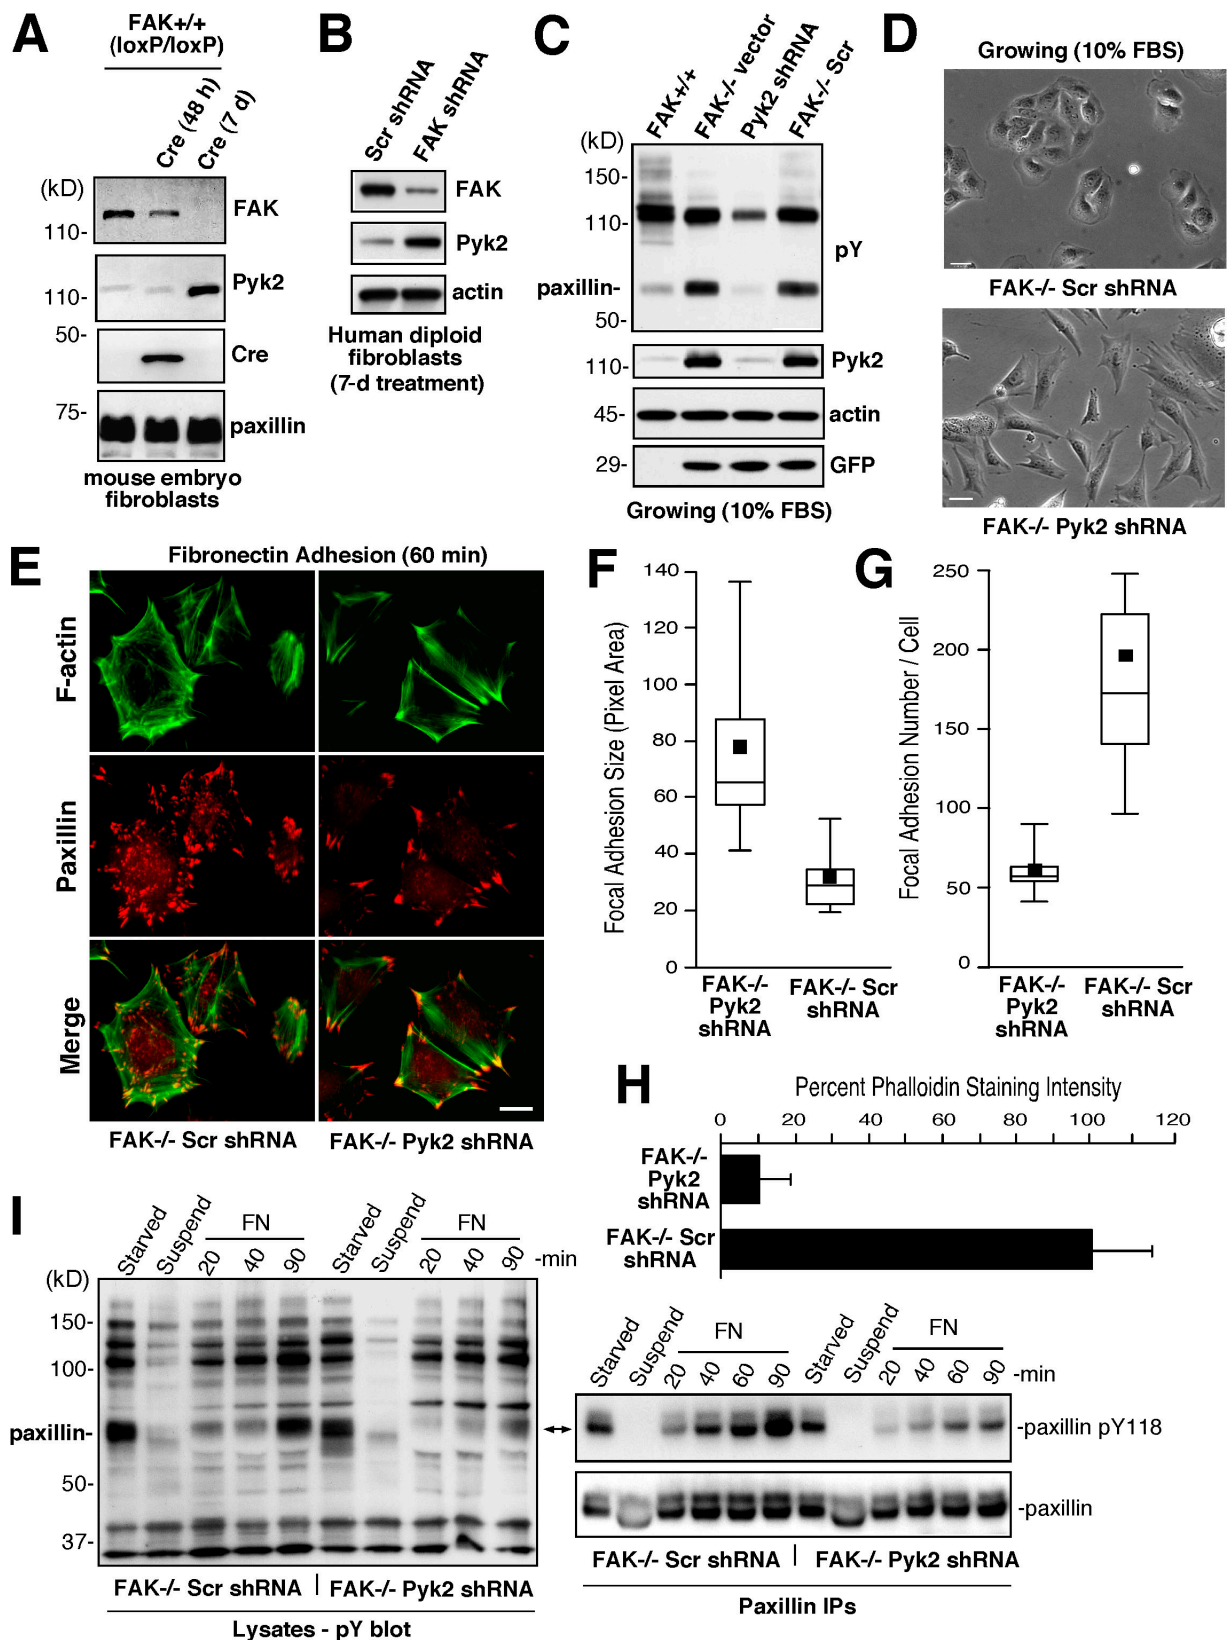 A
FAK+/+
(loxP/loxP)
Cre (48 h)
Cre (7 d)
(kD)
FAK
110-
Pyk2
110-
50-
Cre
75-
paxillin
mouse embryo
fibroblasts
B
Scr shRNA
FAK shRNA
FAK
Pyk2
actin
Human diploid
fibroblasts
(7-d treatment)
C
FAK+/+
FAK-/- vector
Pyk2 shRNA
FAK-/- Scr
(kD)
150-
110-
pY
paxillin-
50-
110-
Pyk2
45-
actin
29-
GFP
Growing (10% FBS)
D
Growing (10% FBS)
FAK-/- Scr shRNA
FAK-/- Pyk2 shRNA
E
Fibronectin Adhesion (60 min)
F-actin
Paxillin
Merge
FAK-/- Scr shRNA
FAK-/- Pyk2 shRNA
F
Focal Adhesion Size (Pixel Area)
140
120
100
80
60
40
20
0
FAK-/-
Pyk2
shRNA
FAK-/- Scr
shRNA
G
Focal Adhesion Number / Cell
250
200
150
100
50
0
FAK-/-
Pyk2
shRNA
FAK-/- Scr
shRNA
H
Percent Phalloidin Staining Intensity
0 20 40 60 80 100 120
FAK-/-
Pyk2
shRNA
FAK-/- Scr
shRNA
I
Starved
Suspend
FN
20
40
90
Starved
Suspend
FN
20
40
90
-min
(kD)
150-
100-
paxillin-
50-
37-
FAK-/- Scr shRNA
FAK-/- Pyk2 shRNA
Lysates - pY blot
Starved
Suspend
FN
20
40
60
90
Starved
Suspend
FN
20
40
60
90
-min
-paxillin pY118
-paxillin
FAK-/- Scr shRNA
FAK-/- Pyk2 shRNA
Paxillin IPs